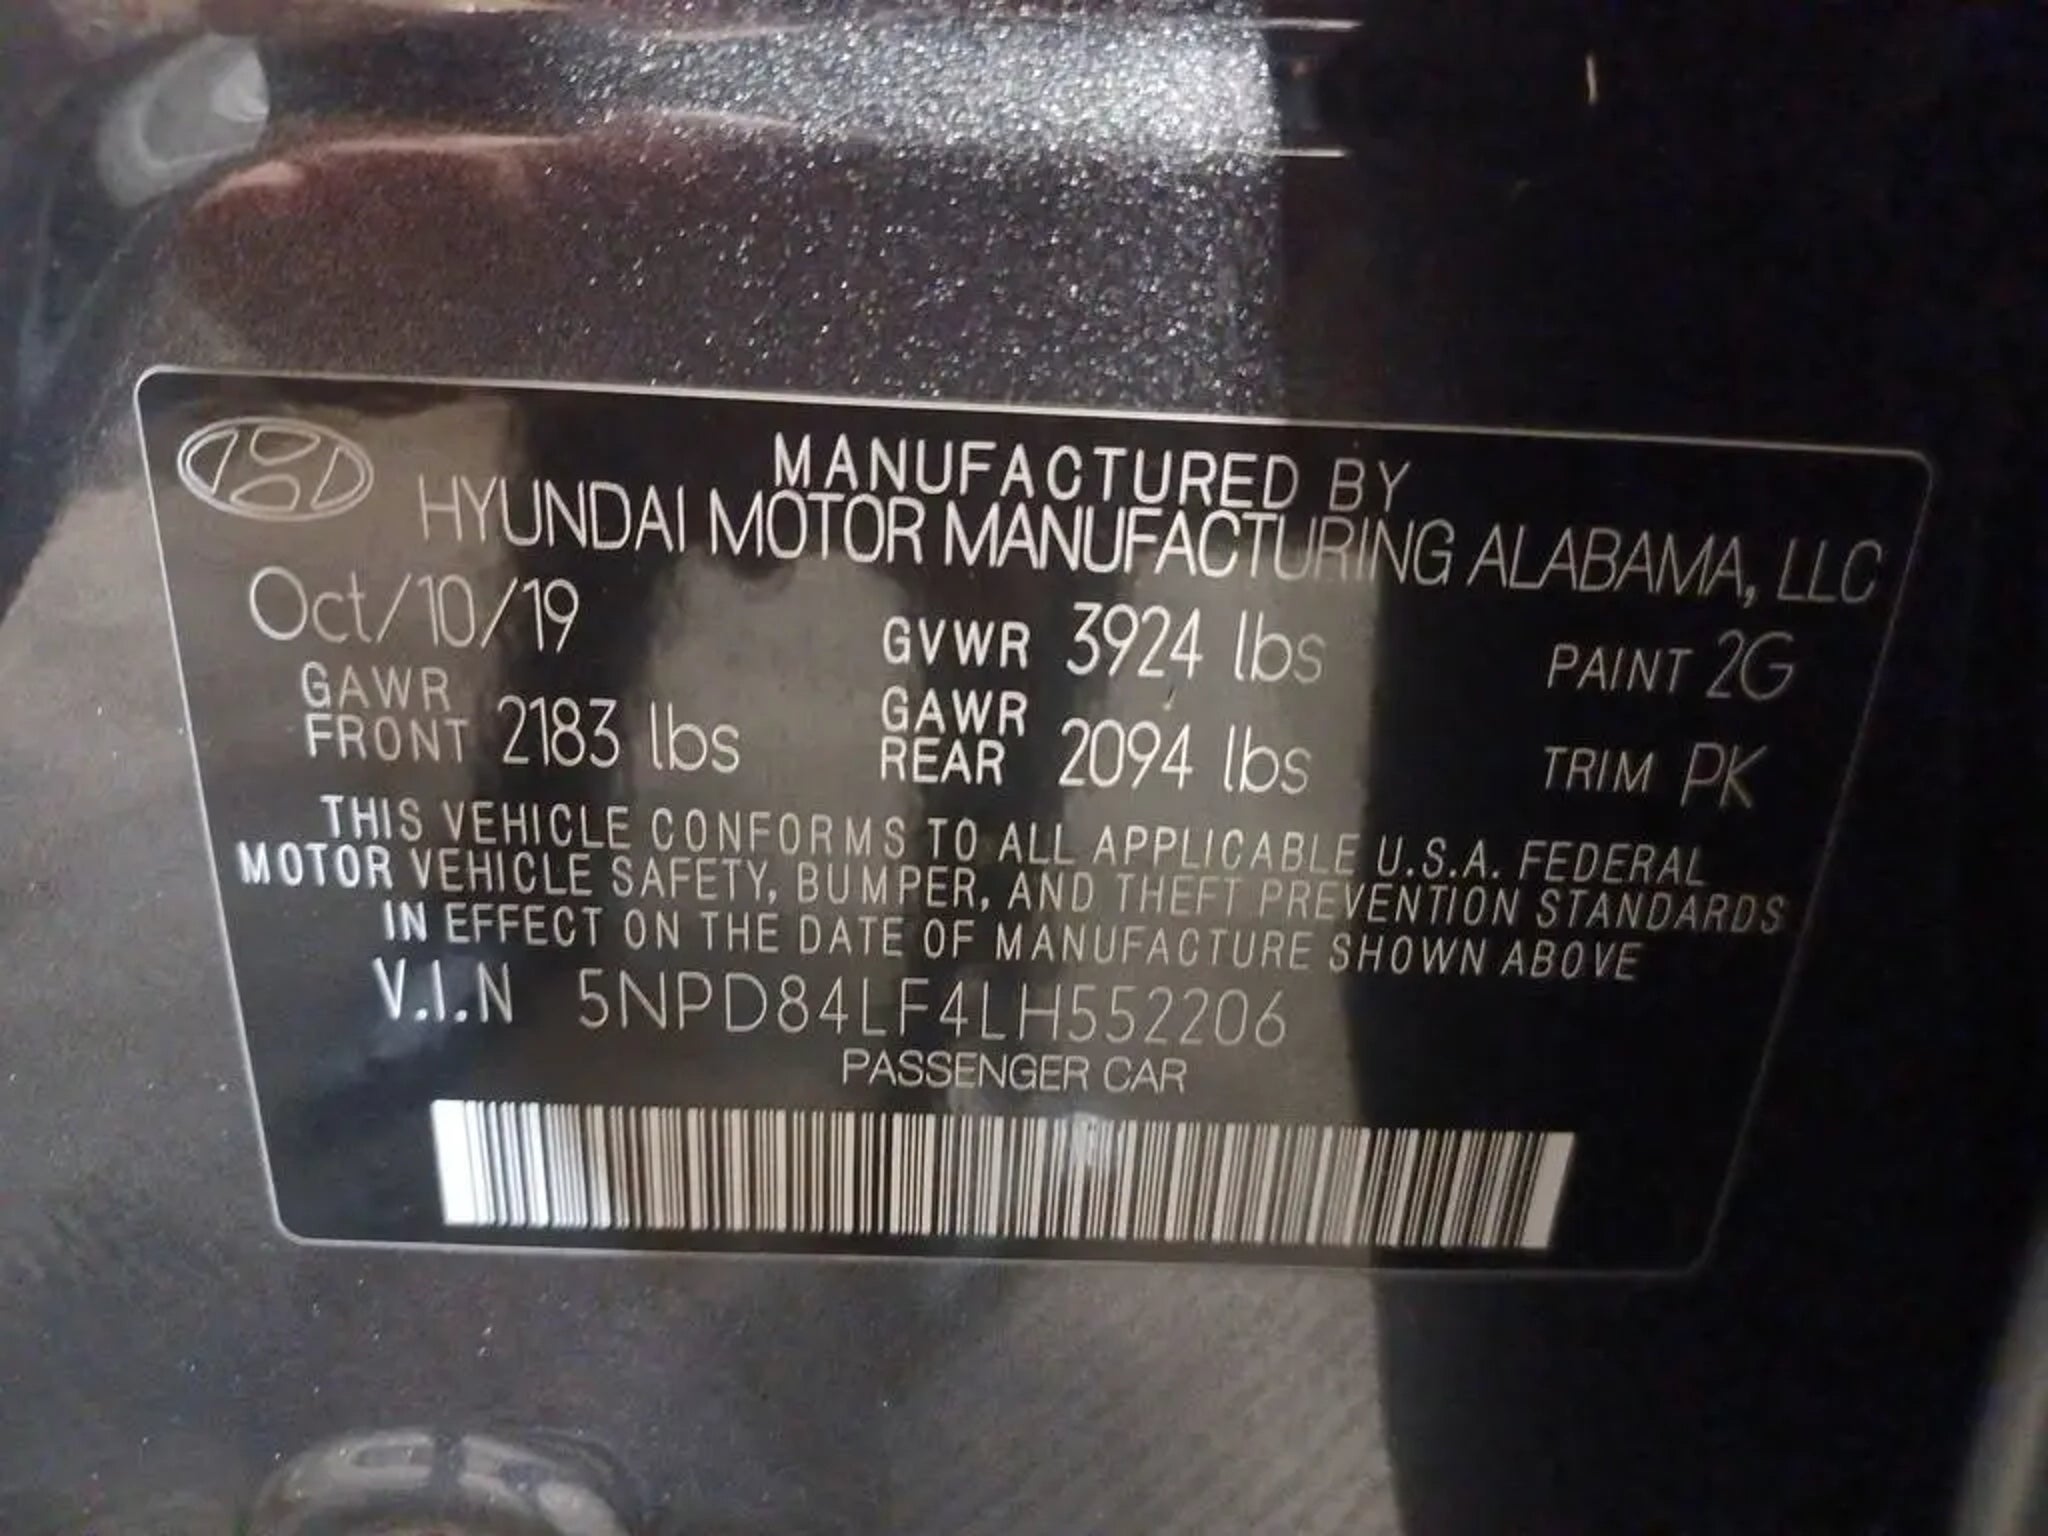 MANUFACTURED BY
HYUNDAI MOTOR MANUFACTURING ALABAMA, LLC
Oct/10/19 GVWR 3924 lbs PAINT 2G
GAWR FRONT 2183 lbs GAWR REAR 2094 lbs TRIM PK
THIS VEHICLE CONFORMS TO ALL APPLICABLE U.S.A. FEDERAL
MOTOR VEHICLE SAFETY, BUMPER, AND THEFT PREVENTION STANDARDS
IN EFFECT ON THE DATE OF MANUFACTURE SHOWN ABOVE
V.I.N 5NPD84LF4LH552206
PASSENGER CAR